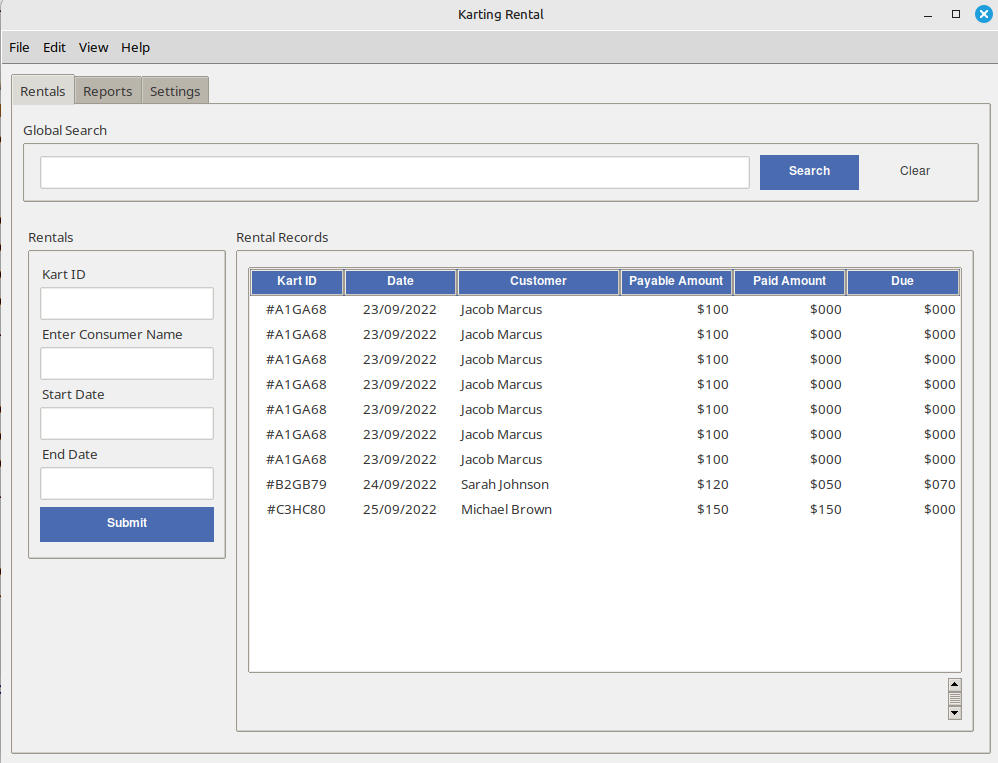 Karting Rental
File Edit View Help
Rentals Reports Settings
Global Search
Search Clear
Rentals
Kart ID
Enter Consumer Name
Start Date
End Date
Submit
Rental Records
Kart ID Date Customer Payable Amount Paid Amount Due
#A1GA68 23/09/2022 Jacob Marcus $100 $000 $000
#A1GA68 23/09/2022 Jacob Marcus $100 $000 $000
#A1GA68 23/09/2022 Jacob Marcus $100 $000 $000
#A1GA68 23/09/2022 Jacob Marcus $100 $000 $000
#A1GA68 23/09/2022 Jacob Marcus $100 $000 $000
#A1GA68 23/09/2022 Jacob Marcus $100 $000 $000
#A1GA68 23/09/2022 Jacob Marcus $100 $000 $000
#B2GB79 24/09/2022 Sarah Johnson $120 $050 $070
#C3HC80 25/09/2022 Michael Brown $150 $150 $000